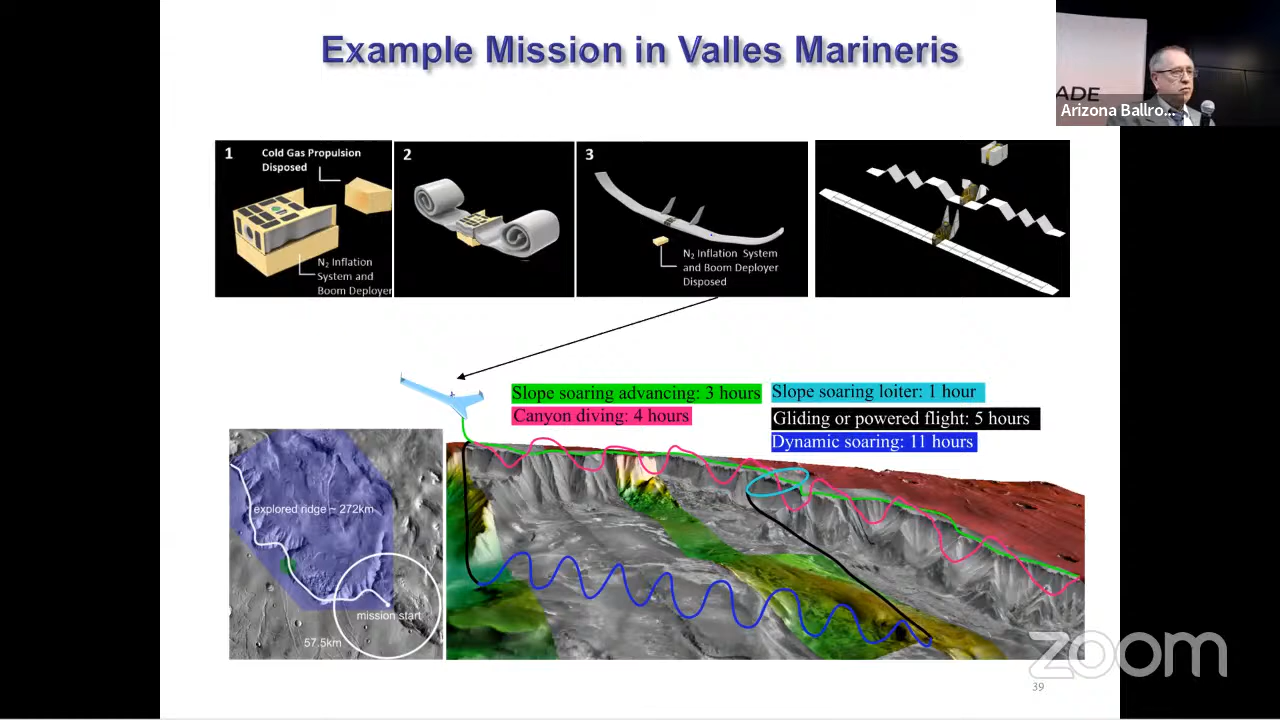 Example Mission in Valles Marineris
ADE
Arizona Ballro...
1
Cold Gas Propulsion
Disposed
N₂ Inflation
System and
Boom Deployer
2
3
N₂ Inflation System
and Boom Deployer
Disposed
Slope soaring advancing: 3 hours
Canyon diving: 4 hours
Slope soaring loiter: 1 hour
Gliding or powered flight: 5 hours
Dynamic soaring: 11 hours
explored ridge ~ 272km
mission start
57.5km
zoom
39